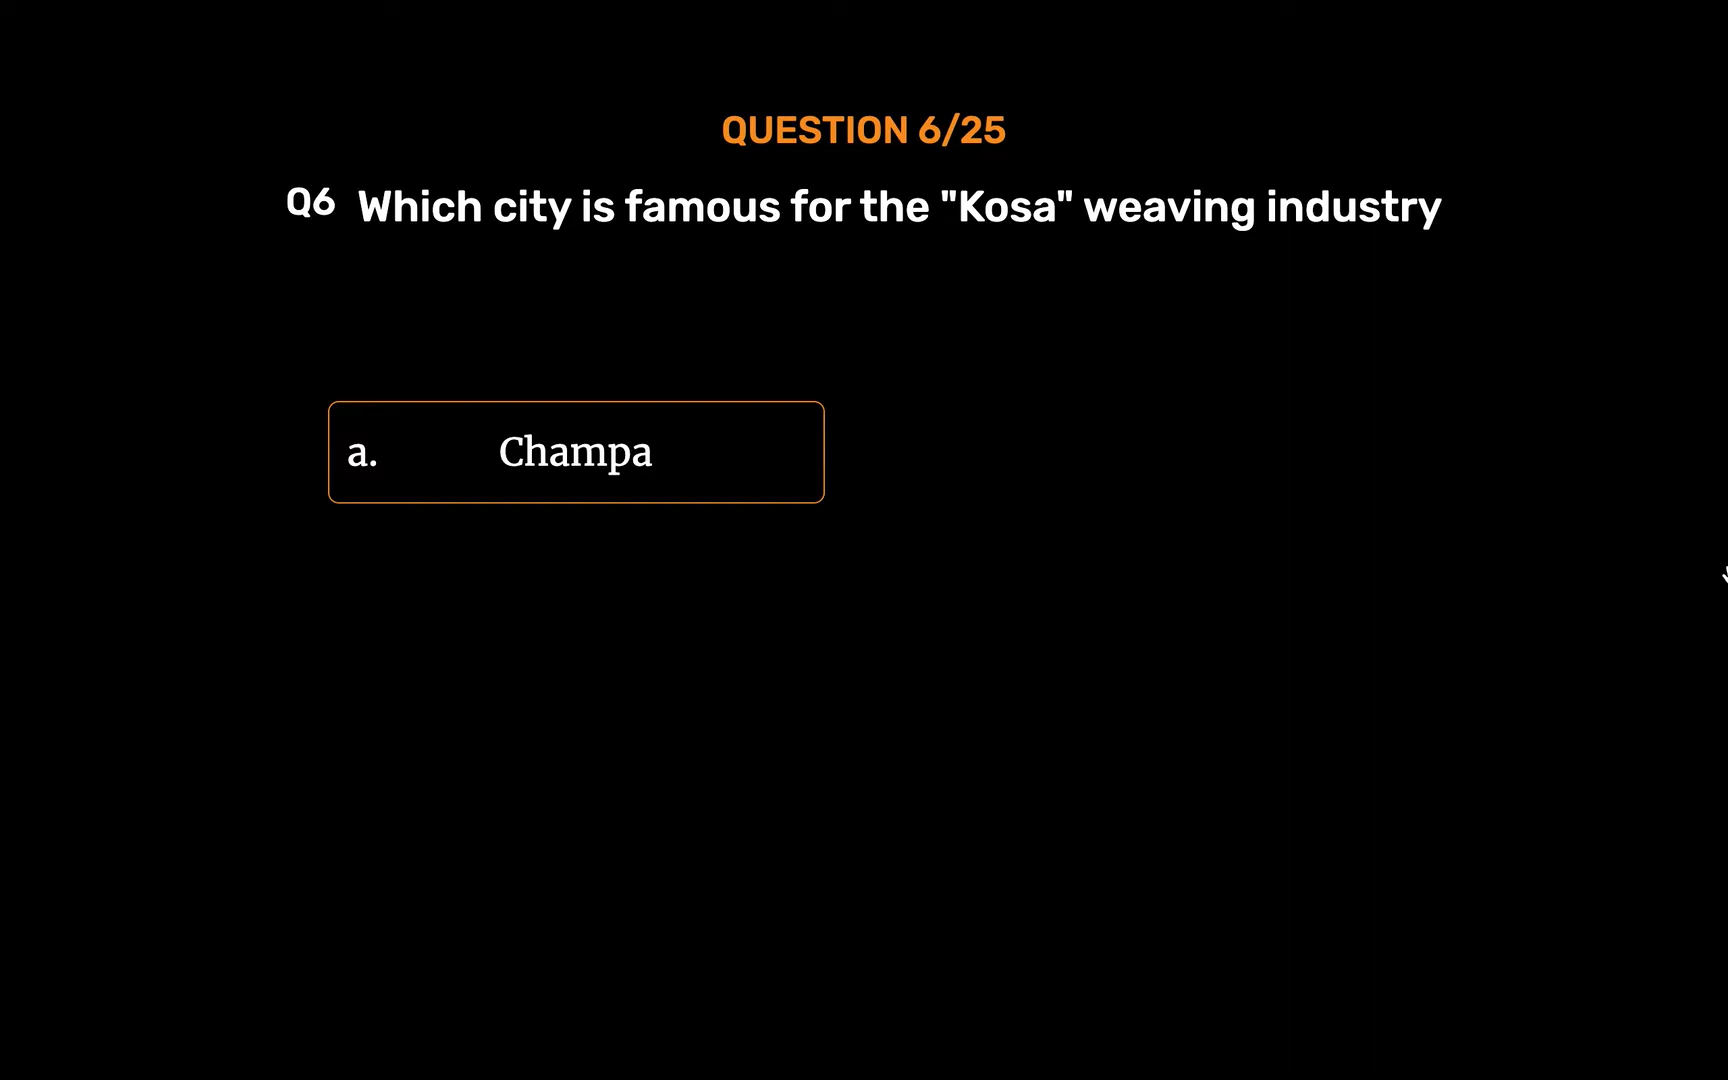 QUESTION 6/25
Q6 Which city is famous for the "Kosa" weaving industry
a. Champa